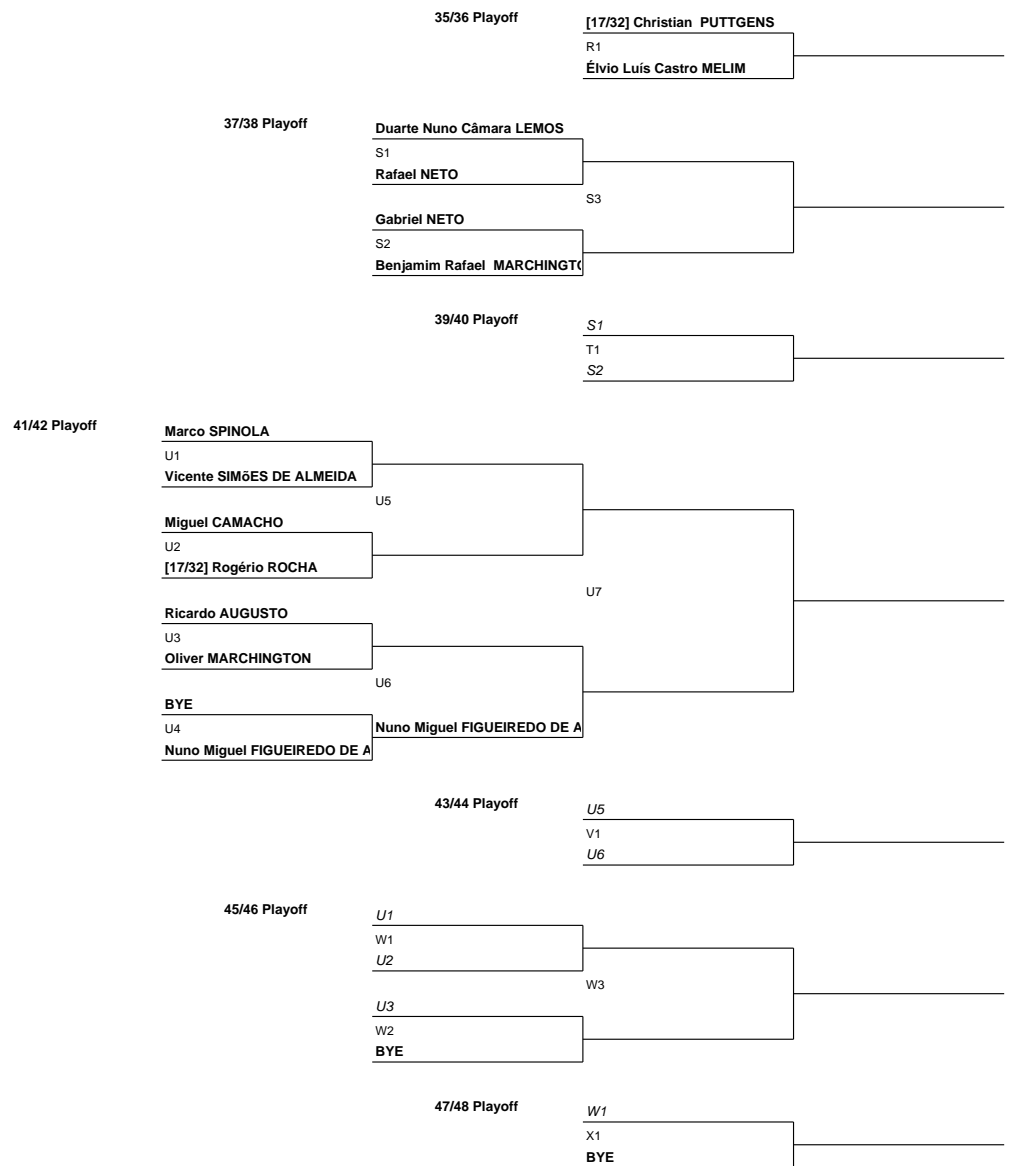 35/36 Playoff
[17/32] Christian PUTTGENS
R1
Élvio Luís Castro MELIM
37/38 Playoff
Duarte Nuno Câmara LEMOS
S1
Rafael NETO
S3
Gabriel NETO
S2
Benjamim Rafael MARCHINGTO
39/40 Playoff
S1
T1
S2
41/42 Playoff
Marco SPINOLA
U1
Vicente SIMõES DE ALMEIDA
U5
Miguel CAMACHO
U2
[17/32] Rogério ROCHA
U7
Ricardo AUGUSTO
U3
Oliver MARCHINGTON
U6
BYE
U4
Nuno Miguel FIGUEIREDO DE A
Nuno Miguel FIGUEIREDO DE A
43/44 Playoff
U5
V1
U6
45/46 Playoff
U1
W1
U2
W3
U3
W2
BYE
47/48 Playoff
W1
X1
BYE